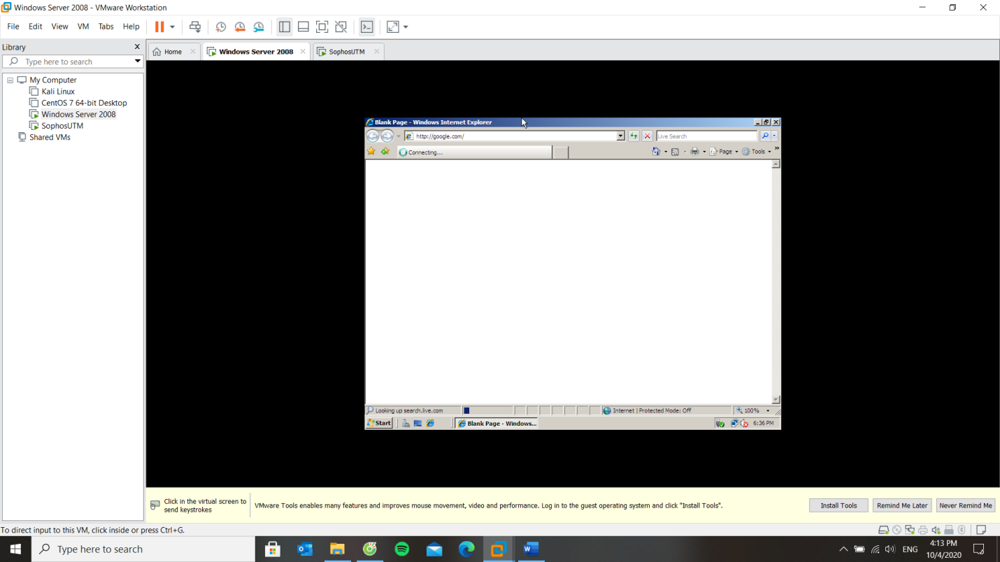 Windows Server 2008 - VMware Workstation
File Edit View VM Tabs Help
Library
Home Windows Server 2008 SophosUTM
Type here to search
My Computer
Kali Linux
CentOS 7 64-bit Desktop
Windows Server 2008
SophosUTM
Shared VMs
Blank Page - Windows Internet Explorer
http://google.com/ Live Search
Connecting... Page Tools
Looking up search.live.com Internet | Protected Mode: Off 100%
Start Blank Page - Windows... 6:36 PM
Click in the virtual screen to
send keystrokes
VMware Tools enables many features and improves mouse movement, video and performance. Log in to the guest operating system and click "Install Tools".
Install Tools Remind Me Later Never Remind Me
To direct input to this VM, click inside or press Ctrl+G.
Type here to search
ENG
4:13 PM
10/4/2020